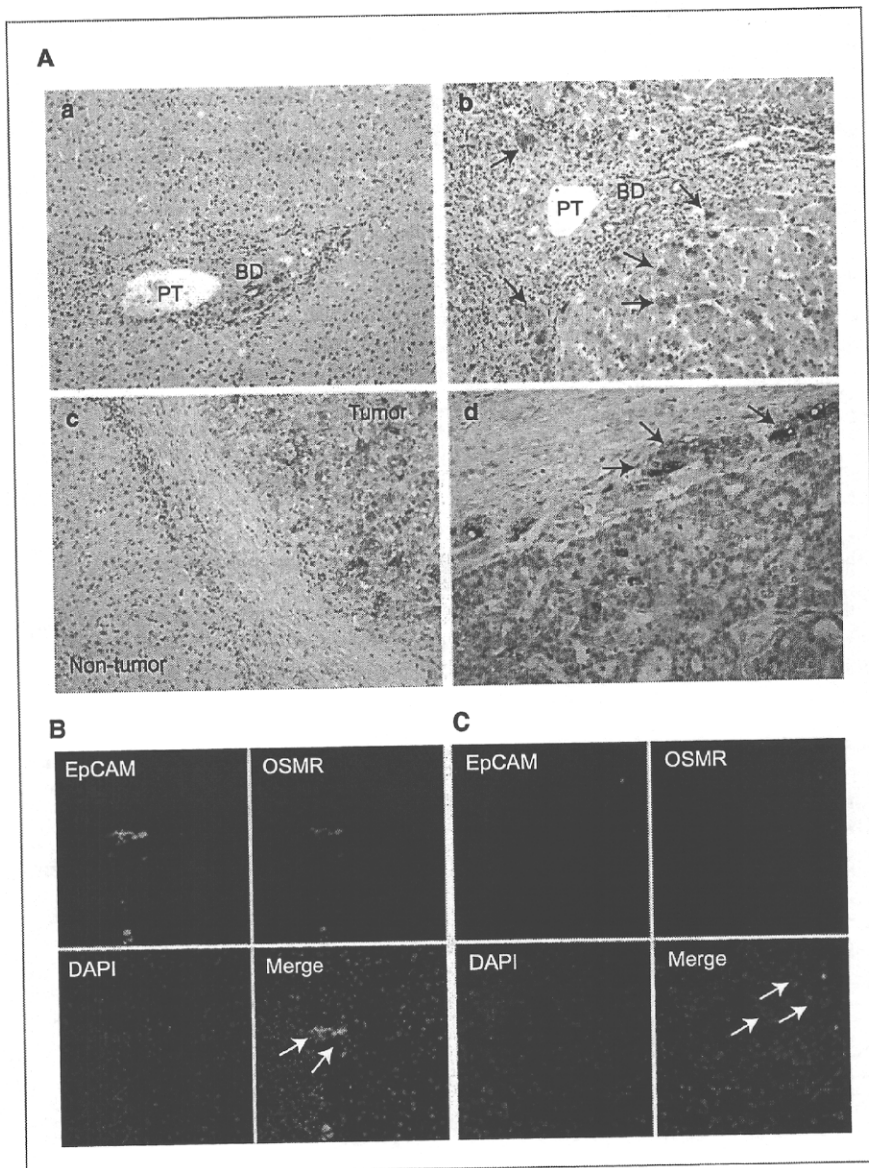 A
a
b
PT
BD
PT
BD
c
Tumor
Non-tumor
d
B
EpCAM
OSMR
DAPI
Merge
C
EpCAM
OSMR
DAPI
Merge